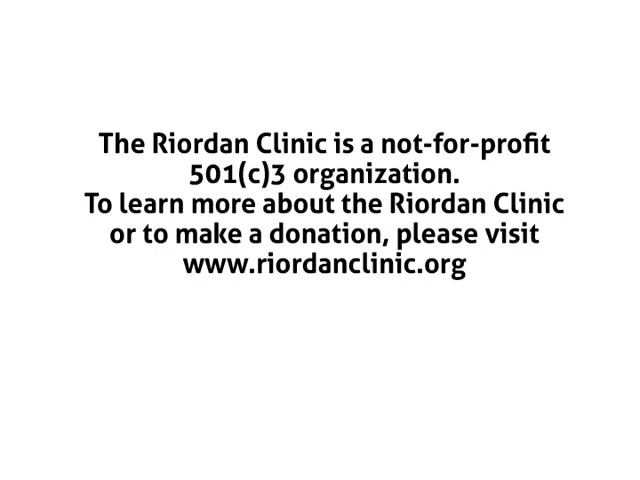 The Riordan Clinic is a not-for-profit
501(c)3 organization.
To learn more about the Riordan Clinic
or to make a donation, please visit
www.riordanclinic.org